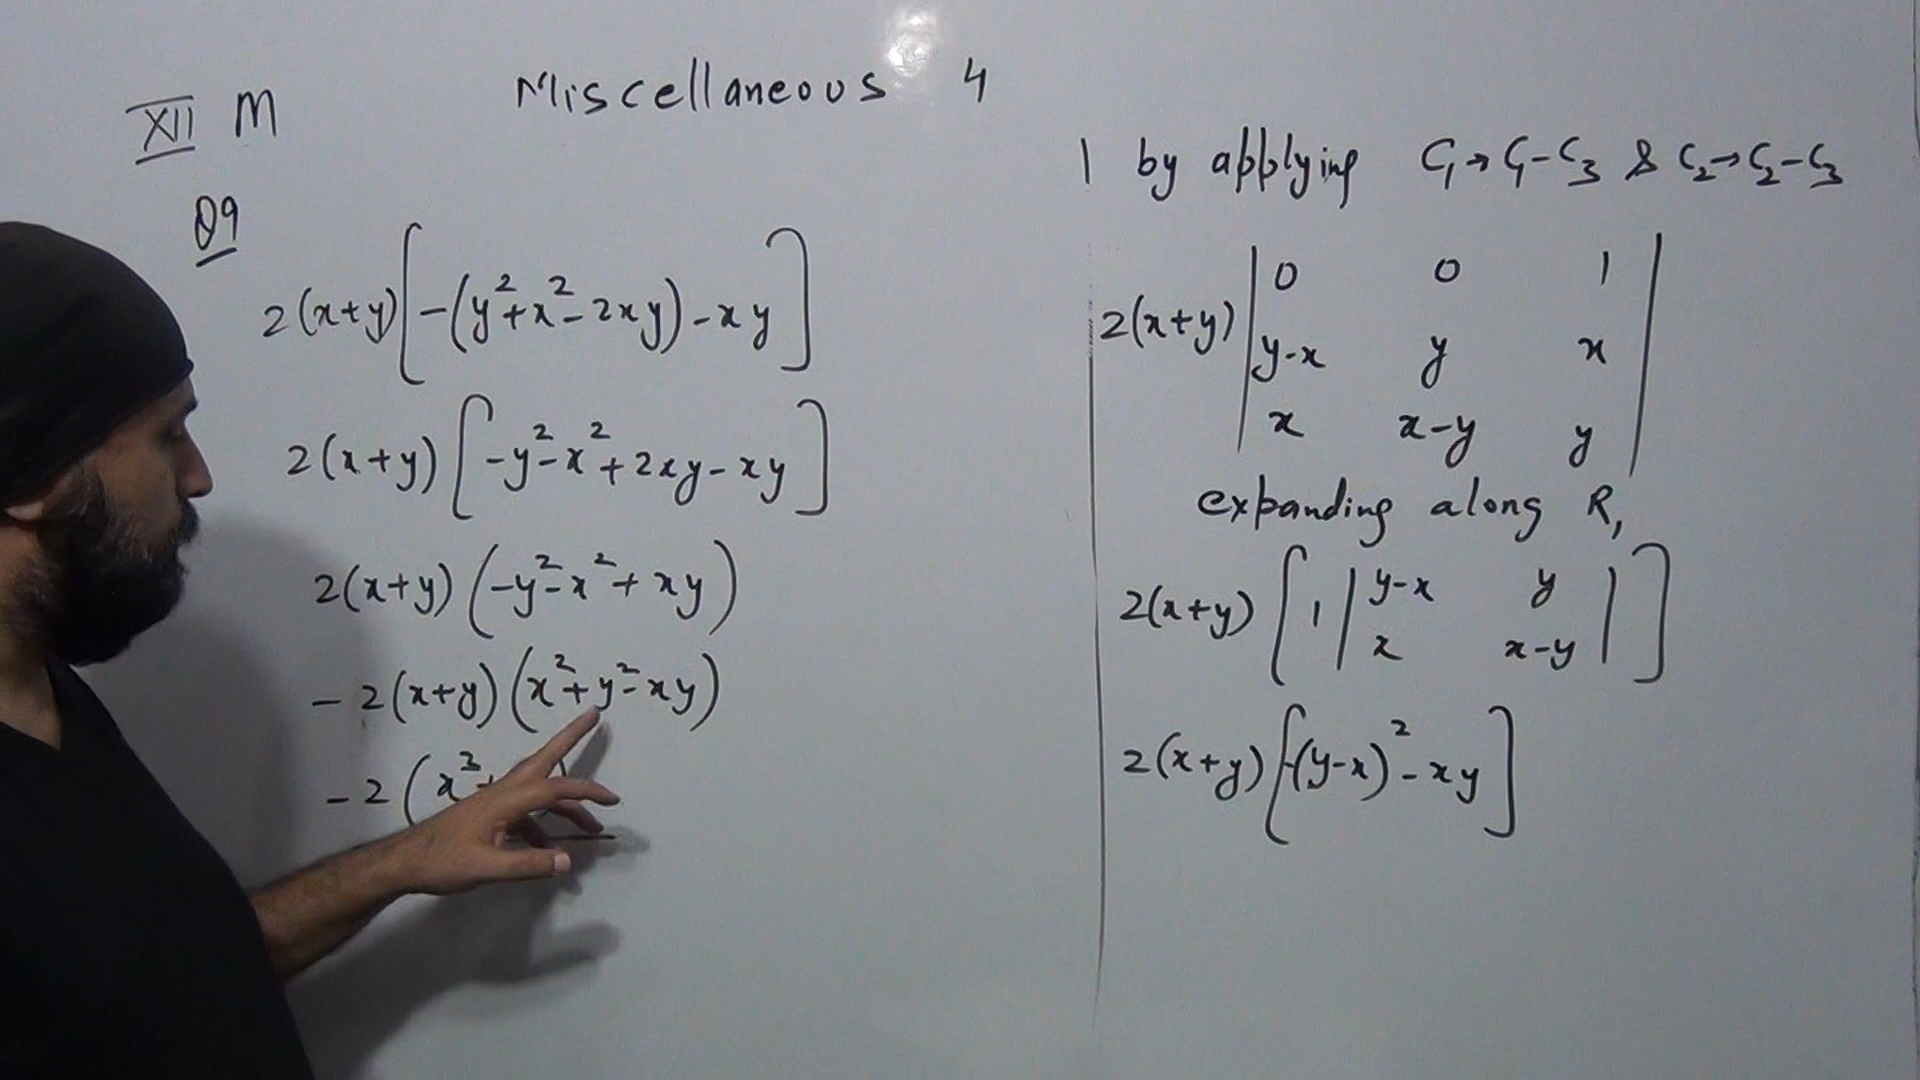 XII M
Miscellaneous 4
Q9
2(x+y)[-(y²+x²-2xy)-xy]
2(x+y)[-y²-x²+2xy-xy]
2(x+y)(-y²-x²+xy)
-2(x+y)(x²+y²-xy)
-2(x³+
1 by applying C₁→C₁-C₃ & C₂→C₂-C₃
2(x+y)| 0 0 1 |
y-x y x
x x-y y
expanding along R₁
2(x+y)[1| y-x y |]
x x-y
2(x+y)[-(y-x)²-xy]